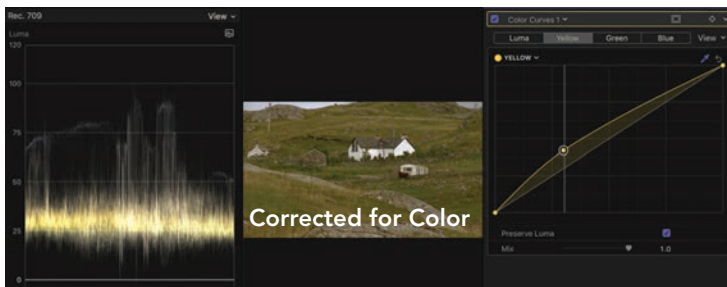 Rec. 709
View
Luma
120
100
75
50
25
0
Corrected for Color
Color Curves 1
Luma
Yellow
Green
Blue
View
YELLOW
Preserve Luma
Mix
1.0